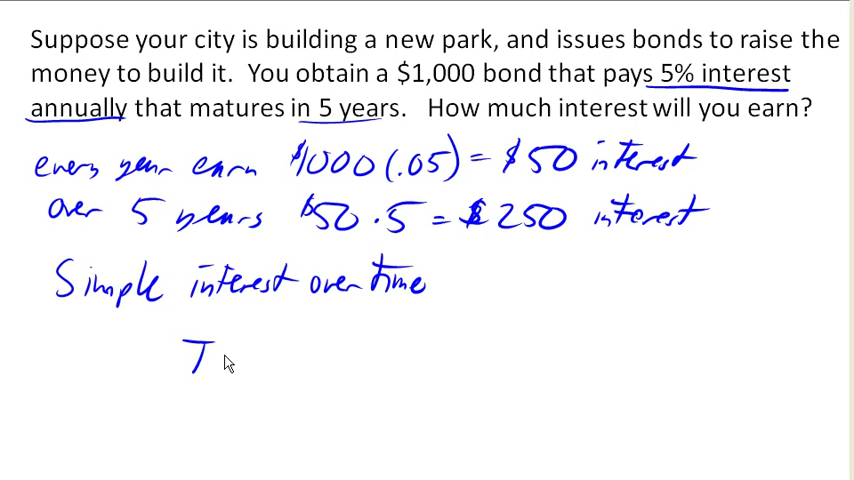 Suppose your city is building a new park, and issues bonds to raise the
money to build it. You obtain a $1,000 bond that pays 5% interest
annually that matures in 5 years. How much interest will you earn?
every year earn $1000 (.05) = $50 interest
over 5 years $50 · 5 = $250 interest
Simple interest over time
I